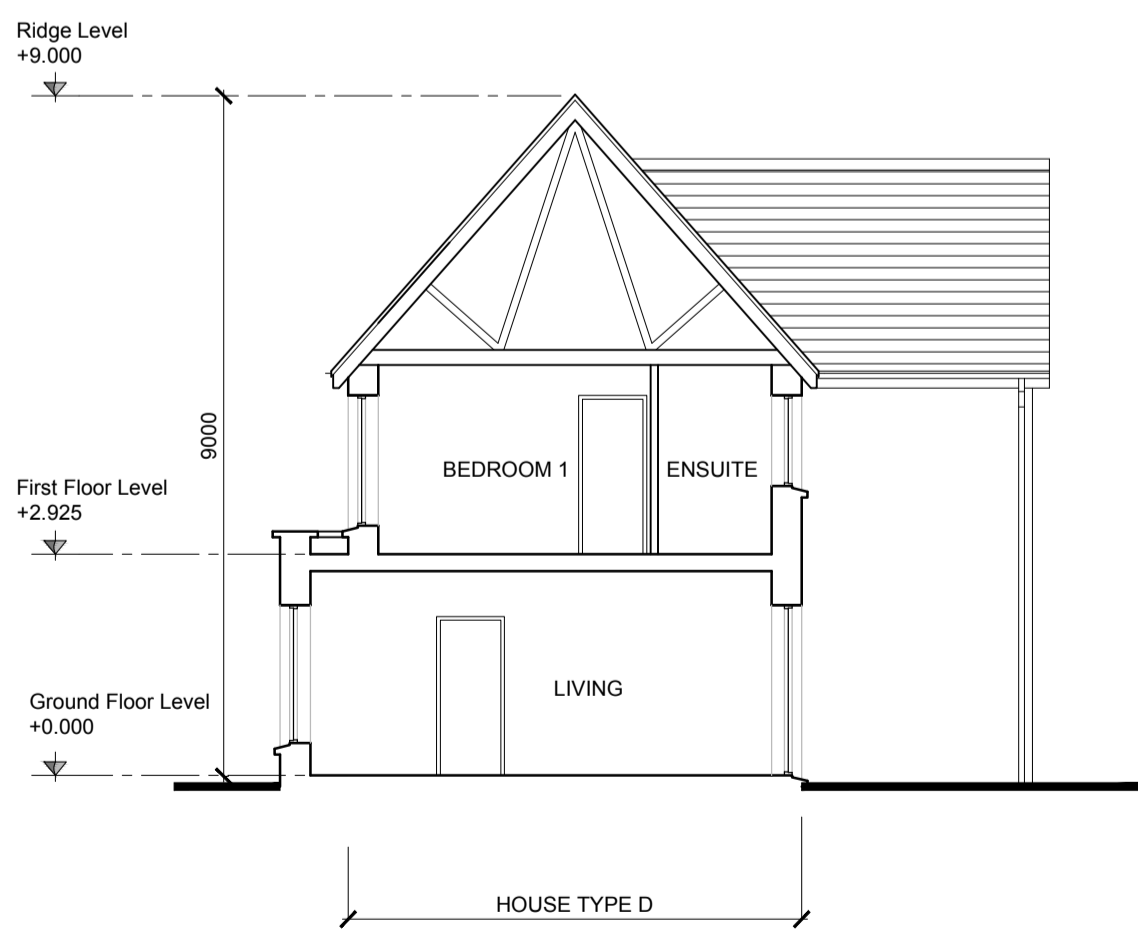 Ridge Level
+9.000
9000
BEDROOM 1
ENSUITE
First Floor Level
+2.925
LIVING
Ground Floor Level
+0.000
HOUSE TYPE D